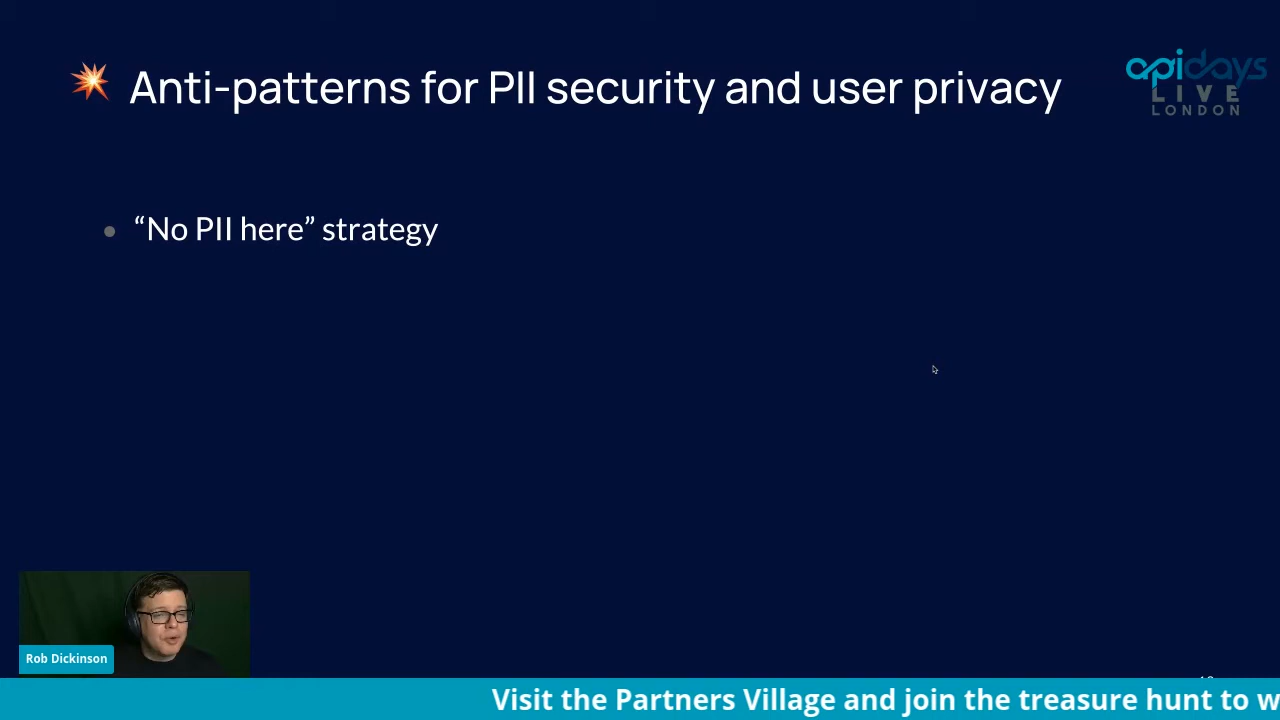 Anti-patterns for PII security and user privacy
apidays
LIVE
LONDON
“No PII here” strategy
Rob Dickinson
Visit the Partners Village and join the treasure hunt to w